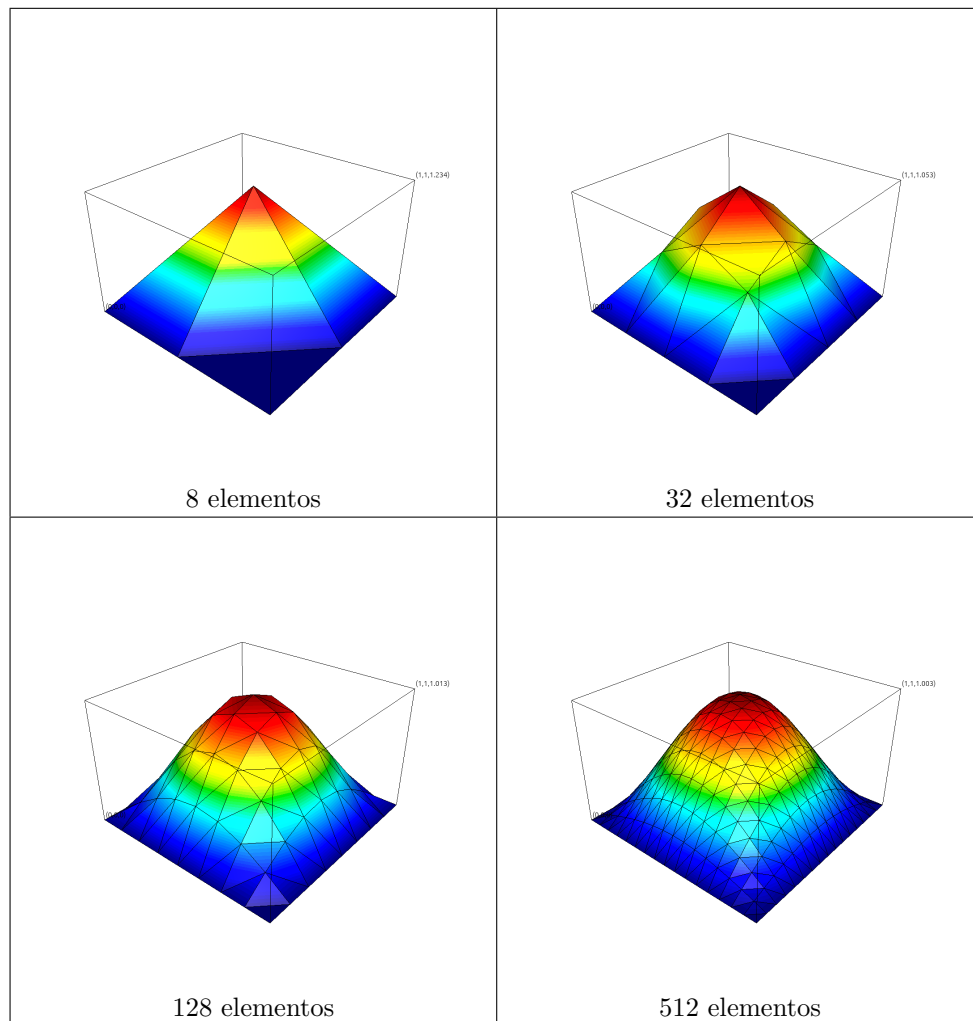 (1,1,1.234)
8 elementos
(1,1,1.053)
32 elementos
(1,1,1.013)
128 elementos
(1,1,1.003)
512 elementos